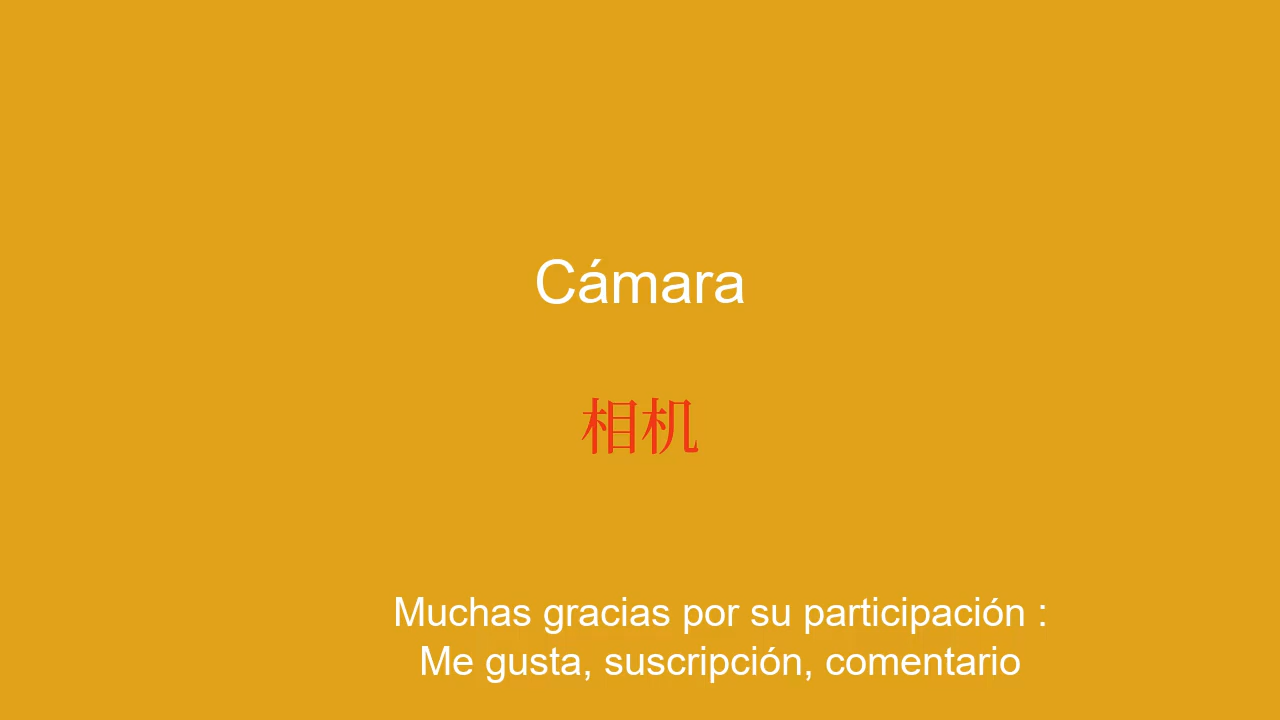 Cámara
相机
Muchas gracias por su participación :
Me gusta, suscripción, comentario